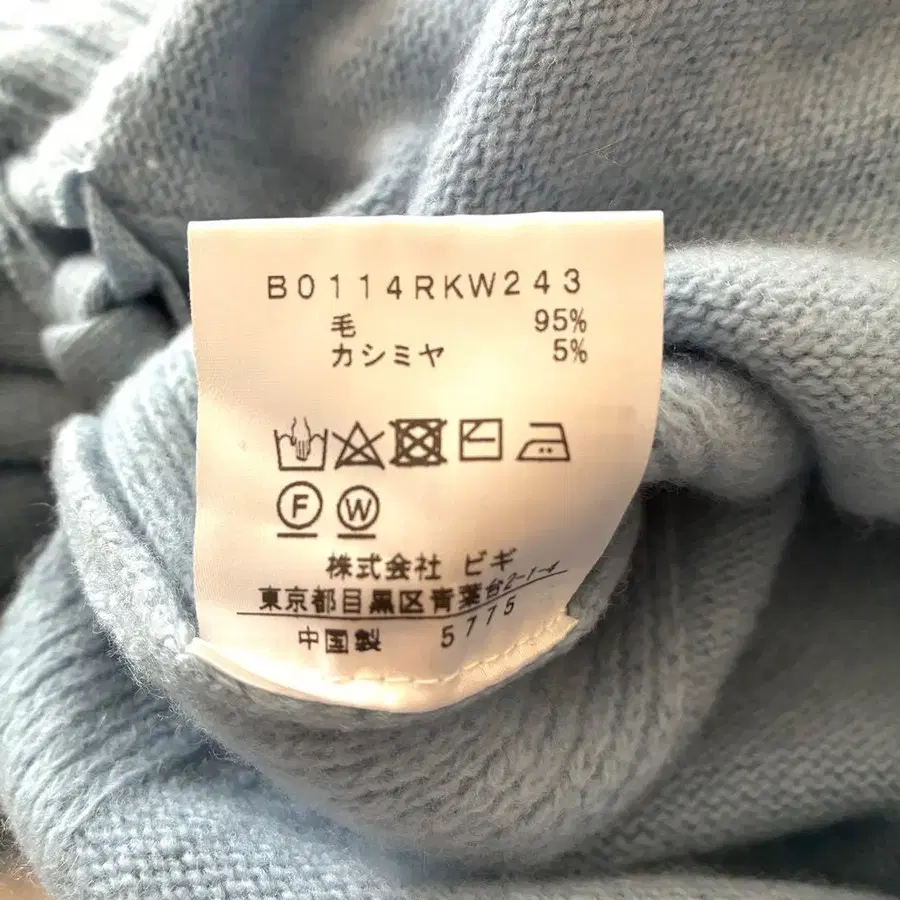 B0114RKW243
毛 95%
カシミヤ 5%
F W
株式会社 ビギ
東京都目黒区青葉台2-1-4
中国製 5775